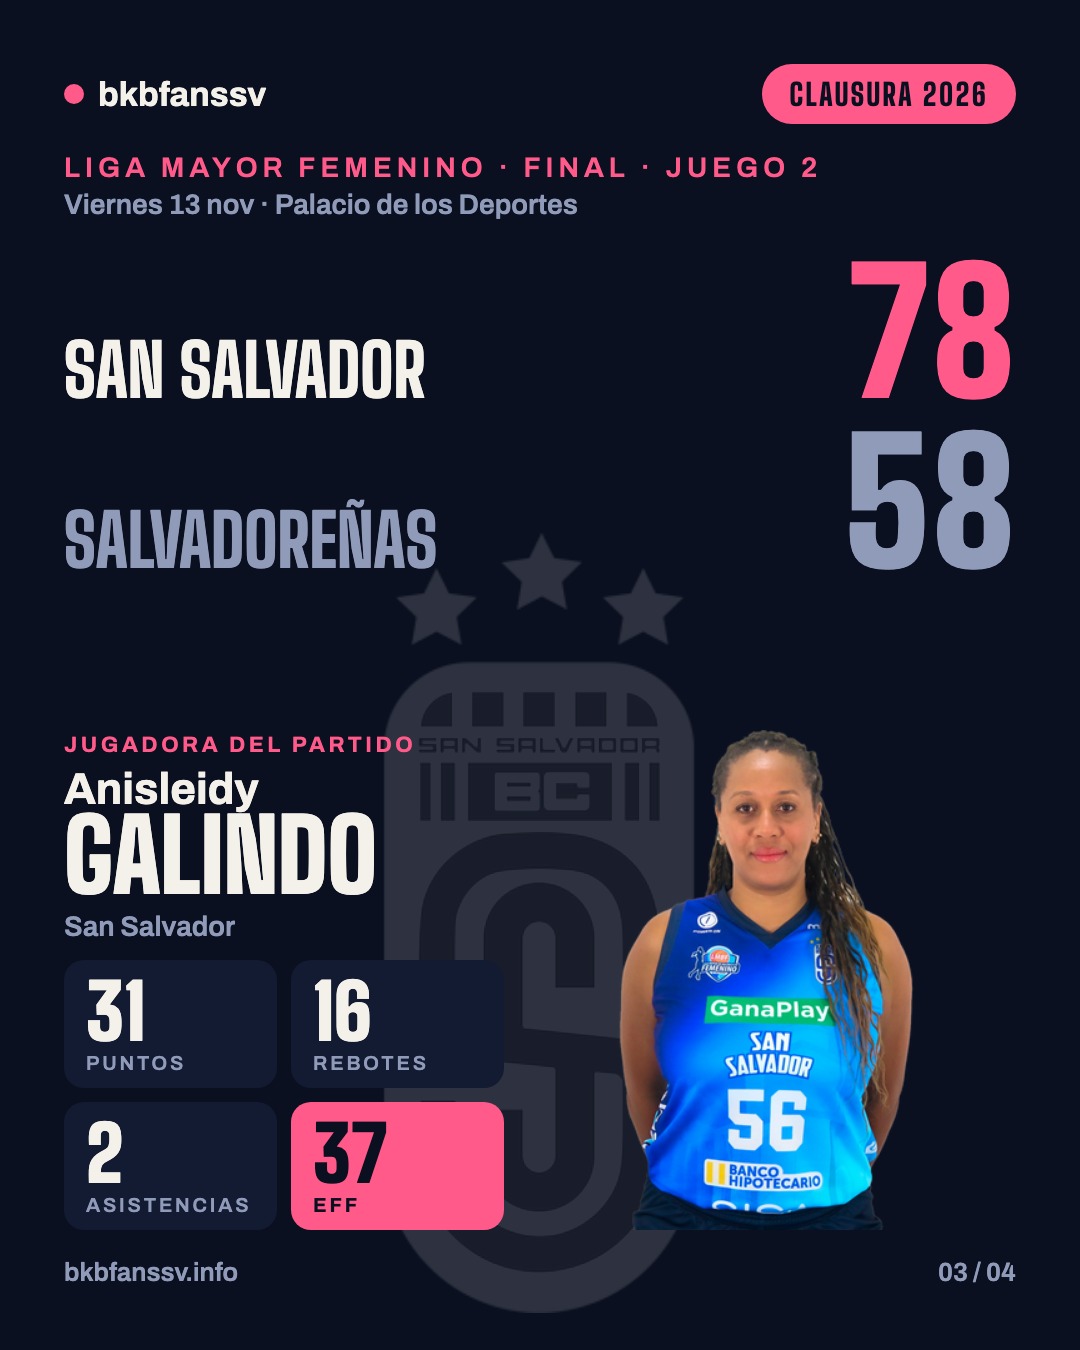 bkbfanssv
CLAUSURA 2026
LIGA MAYOR FEMENINO · FINAL · JUEGO 2
Viernes 13 nov · Palacio de los Deportes
SAN SALVADOR
78
SALVADOREÑAS
58
SAN SALVADOR
BC
JUGADORA DEL PARTIDO
Anisleidy
GALINDO
San Salvador
31
PUNTOS
16
REBOTES
2
ASISTENCIAS
37
EFF
FEMENINO
GanaPlay
SAN
SALVADOR
56
BANCO
HIPOTECARIO
bkbfanssv.info
03 / 04